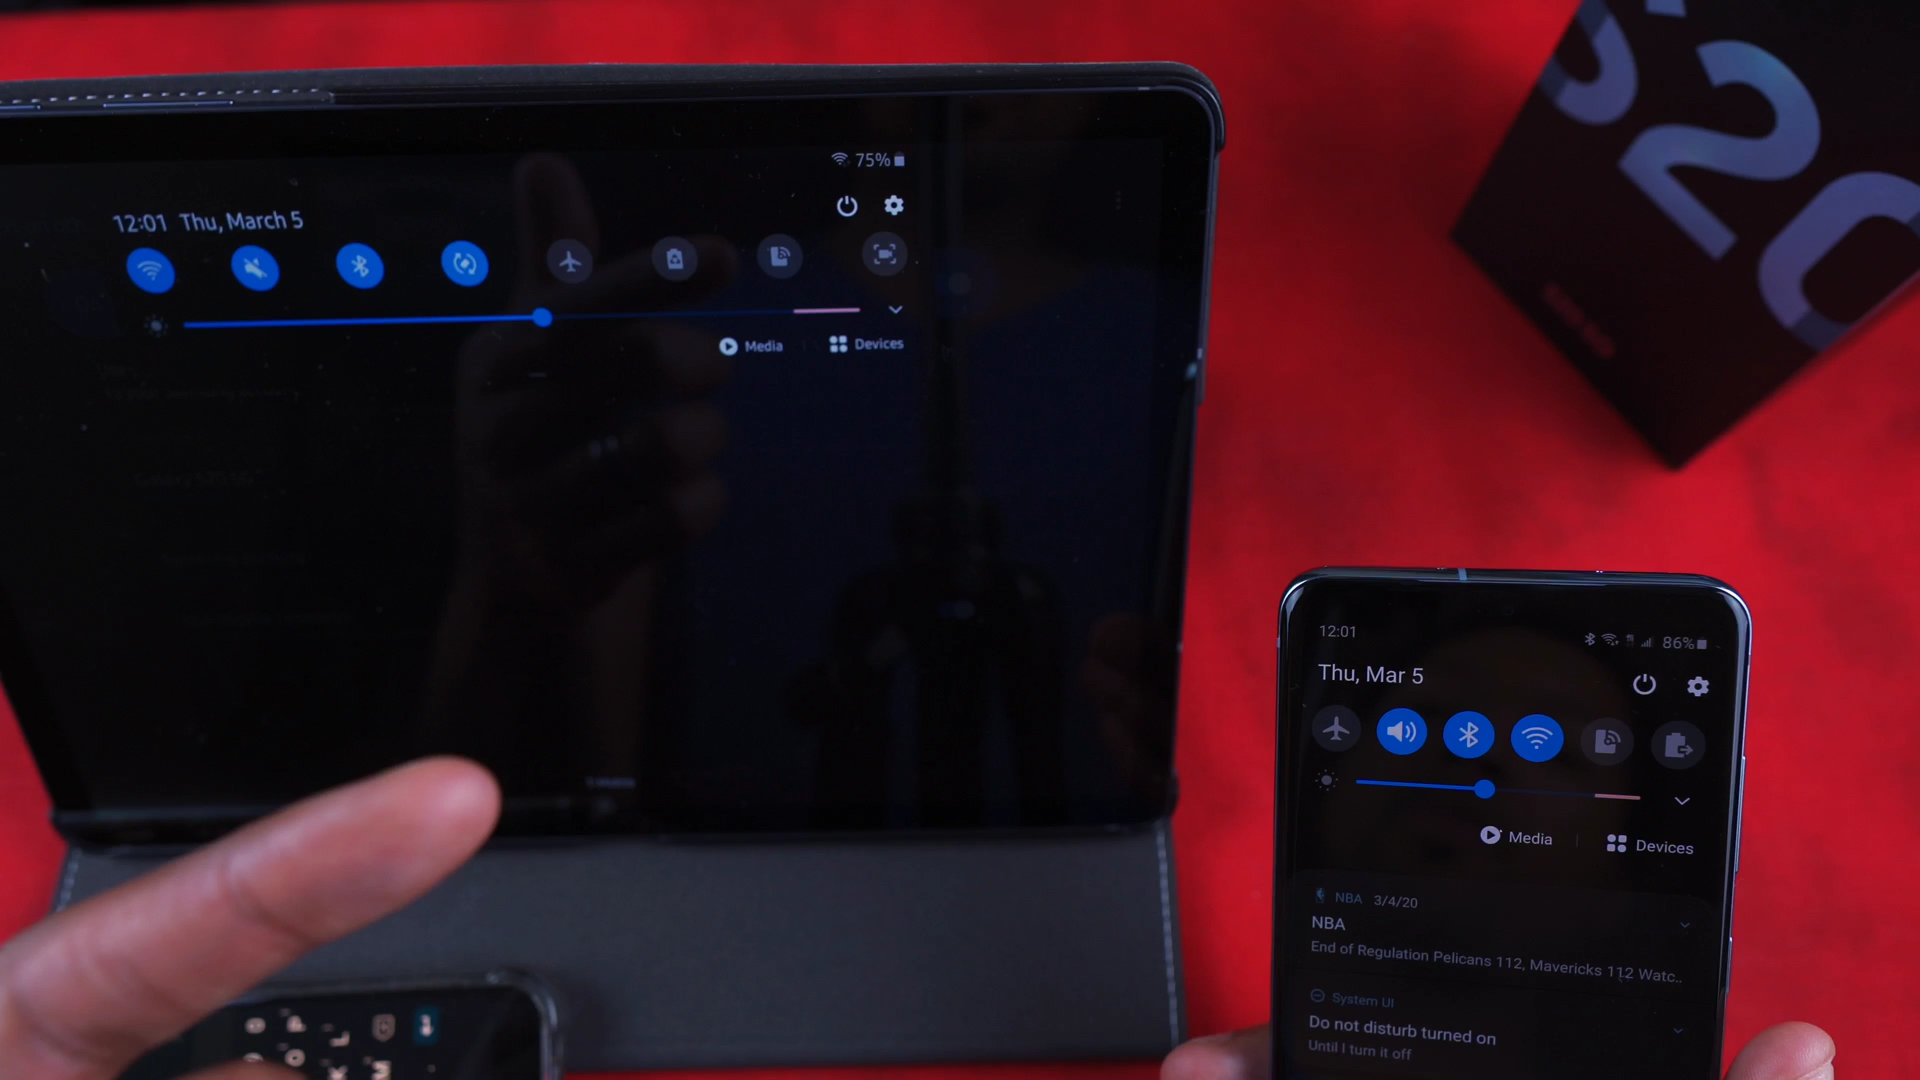 S20
75%
12:01 Thu, March 5
Media
Devices
12:01
86%
Thu, Mar 5
Media
Devices
NBA 3/4/20
NBA
End of Regulation Pelicans 112, Mavericks 112 Watc..
System UI
Do not disturb turned on
Until I turn it off
O P
L
K M